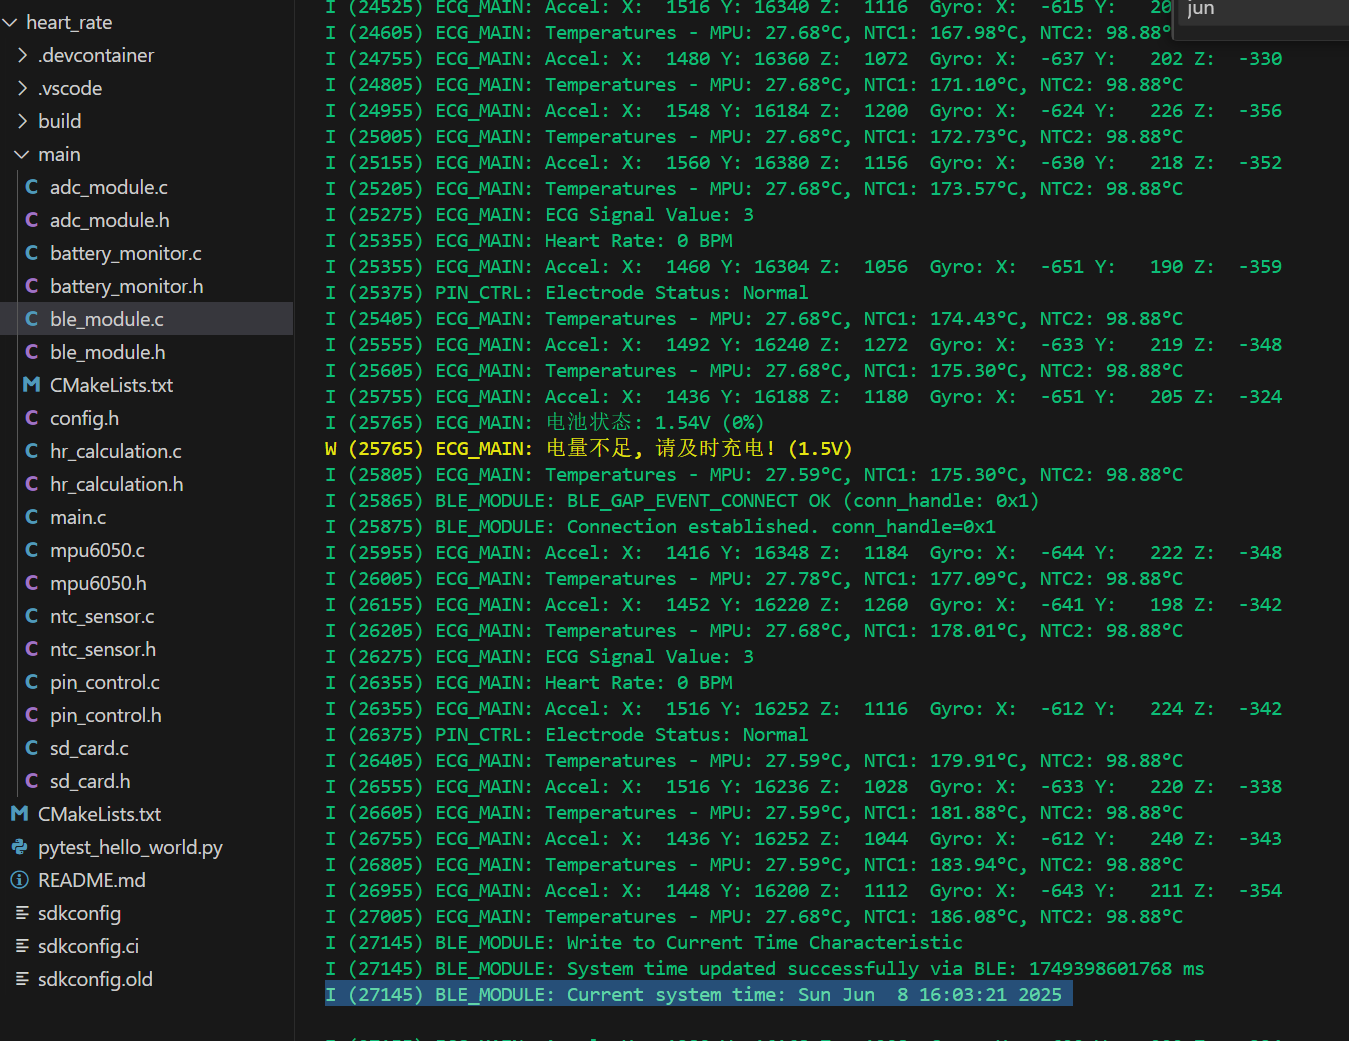 heart_rate
.devcontainer
.vscode
build
main
adc_module.c
adc_module.h
battery_monitor.c
battery_monitor.h
ble_module.c
ble_module.h
CMakeLists.txt
config.h
hr_calculation.c
hr_calculation.h
main.c
mpu6050.c
mpu6050.h
ntc_sensor.c
ntc_sensor.h
pin_control.c
pin_control.h
sd_card.c
sd_card.h
CMakeLists.txt
pytest_hello_world.py
README.md
sdkconfig
sdkconfig.ci
sdkconfig.old
jun
I (24525) ECG_MAIN: Accel: X:  1516 Y: 16340 Z:  1116  Gyro: X:  -615 Y:   20
I (24605) ECG_MAIN: Temperatures - MPU: 27.68°C, NTC1: 167.98°C, NTC2: 98.88°
I (24755) ECG_MAIN: Accel: X:  1480 Y: 16360 Z:  1072  Gyro: X:  -637 Y:   202 Z:  -330
I (24805) ECG_MAIN: Temperatures - MPU: 27.68°C, NTC1: 171.10°C, NTC2: 98.88°C
I (24955) ECG_MAIN: Accel: X:  1548 Y: 16184 Z:  1200  Gyro: X:  -624 Y:   226 Z:  -356
I (25005) ECG_MAIN: Temperatures - MPU: 27.68°C, NTC1: 172.73°C, NTC2: 98.88°C
I (25155) ECG_MAIN: Accel: X:  1560 Y: 16380 Z:  1156  Gyro: X:  -630 Y:   218 Z:  -352
I (25205) ECG_MAIN: Temperatures - MPU: 27.68°C, NTC1: 173.57°C, NTC2: 98.88°C
I (25275) ECG_MAIN: ECG Signal Value: 3
I (25355) ECG_MAIN: Heart Rate: 0 BPM
I (25355) ECG_MAIN: Accel: X:  1460 Y: 16304 Z:  1056  Gyro: X:  -651 Y:   190 Z:  -359
I (25375) PIN_CTRL: Electrode Status: Normal
I (25405) ECG_MAIN: Temperatures - MPU: 27.68°C, NTC1: 174.43°C, NTC2: 98.88°C
I (25555) ECG_MAIN: Accel: X:  1492 Y: 16240 Z:  1272  Gyro: X:  -633 Y:   219 Z:  -348
I (25605) ECG_MAIN: Temperatures - MPU: 27.68°C, NTC1: 175.30°C, NTC2: 98.88°C
I (25755) ECG_MAIN: Accel: X:  1436 Y: 16188 Z:  1180  Gyro: X:  -651 Y:   205 Z:  -324
I (25765) ECG_MAIN: 电池状态: 1.54V (0%)
W (25765) ECG_MAIN: 电量不足, 请及时充电! (1.5V)
I (25805) ECG_MAIN: Temperatures - MPU: 27.59°C, NTC1: 175.30°C, NTC2: 98.88°C
I (25865) BLE_MODULE: BLE_GAP_EVENT_CONNECT OK (conn_handle: 0x1)
I (25875) BLE_MODULE: Connection established. conn_handle=0x1
I (25955) ECG_MAIN: Accel: X:  1416 Y: 16348 Z:  1184  Gyro: X:  -644 Y:   222 Z:  -348
I (26005) ECG_MAIN: Temperatures - MPU: 27.78°C, NTC1: 177.09°C, NTC2: 98.88°C
I (26155) ECG_MAIN: Accel: X:  1452 Y: 16220 Z:  1260  Gyro: X:  -641 Y:   198 Z:  -342
I (26205) ECG_MAIN: Temperatures - MPU: 27.68°C, NTC1: 178.01°C, NTC2: 98.88°C
I (26275) ECG_MAIN: ECG Signal Value: 3
I (26355) ECG_MAIN: Heart Rate: 0 BPM
I (26355) ECG_MAIN: Accel: X:  1516 Y: 16252 Z:  1116  Gyro: X:  -612 Y:   224 Z:  -342
I (26375) PIN_CTRL: Electrode Status: Normal
I (26405) ECG_MAIN: Temperatures - MPU: 27.59°C, NTC1: 179.91°C, NTC2: 98.88°C
I (26555) ECG_MAIN: Accel: X:  1516 Y: 16236 Z:  1028  Gyro: X:  -633 Y:   220 Z:  -338
I (26605) ECG_MAIN: Temperatures - MPU: 27.59°C, NTC1: 181.88°C, NTC2: 98.88°C
I (26755) ECG_MAIN: Accel: X:  1436 Y: 16252 Z:  1044  Gyro: X:  -612 Y:   240 Z:  -343
I (26805) ECG_MAIN: Temperatures - MPU: 27.59°C, NTC1: 183.94°C, NTC2: 98.88°C
I (26955) ECG_MAIN: Accel: X:  1448 Y: 16200 Z:  1112  Gyro: X:  -643 Y:   211 Z:  -354
I (27005) ECG_MAIN: Temperatures - MPU: 27.68°C, NTC1: 186.08°C, NTC2: 98.88°C
I (27145) BLE_MODULE: Write to Current Time Characteristic
I (27145) BLE_MODULE: System time updated successfully via BLE: 1749398601768 ms
I (27145) BLE_MODULE: Current system time: Sun Jun  8 16:03:21 2025